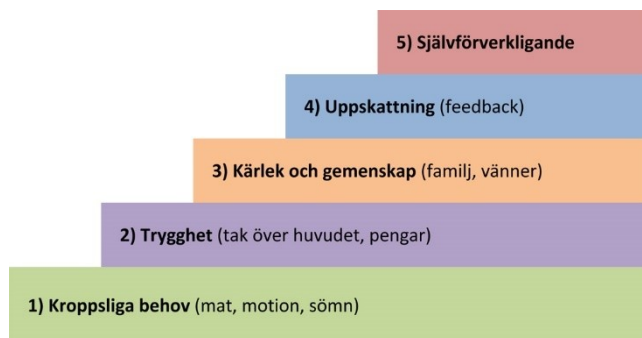 5) Självförverkligande
4) Uppskattning (feedback)
3) Kärlek och gemenskap (familj, vänner)
2) Trygghet (tak över huvudet, pengar)
1) Kroppsliga behov (mat, motion, sömn)